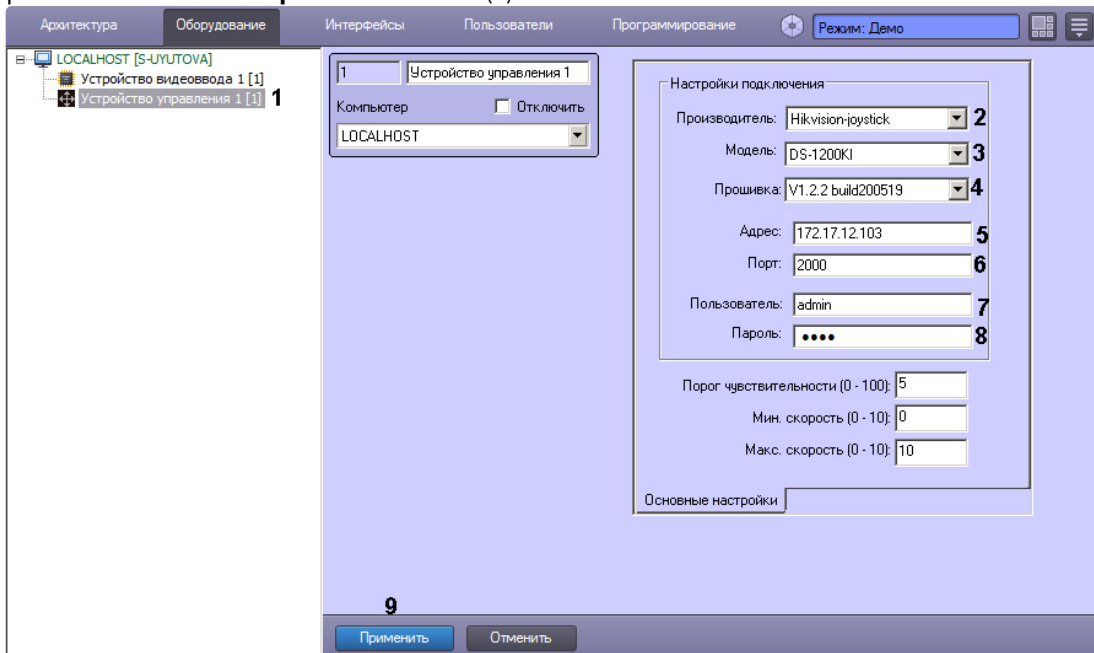 Архитектура Оборудование Интерфейсы Пользователи Программирование Режим: Демо
LOCALHOST [S-UYUTOVA]
Устройство видеоввода 1 [1]
Устройство управления 1 [1] 1
1 Устройство управления 1
Компьютер Отключить
LOCALHOST
Настройки подключения
Производитель: Hikvision-joystick 2
Модель: DS-1200KI 3
Прошивка: V1.2.2 build200519 4
Адрес: 172.17.12.103 5
Порт: 2000 6
Пользователь: admin 7
Пароль: •••• 8
Порог чувствительности (0 - 100): 5
Мин. скорость (0 - 10): 0
Макс. скорость (0 - 10): 10
Основные настройки
9
Применить Отменить